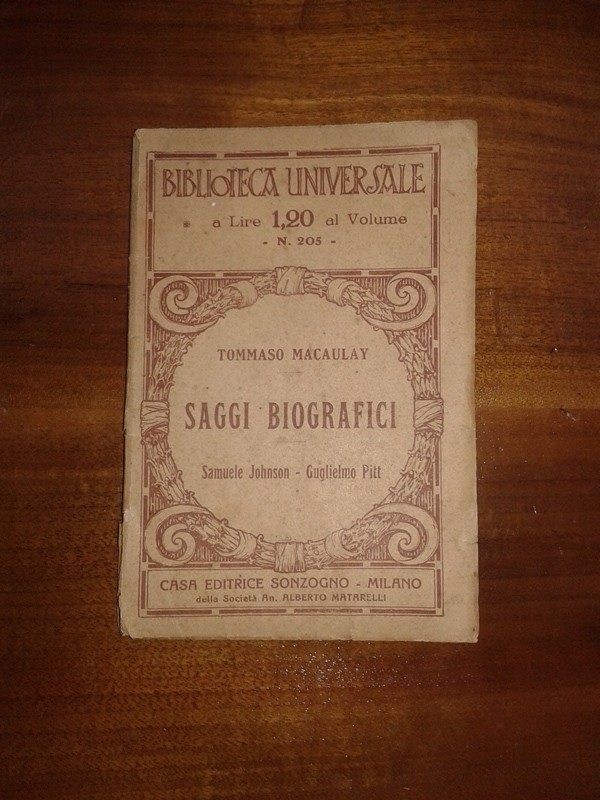 BIBLIOTECA UNIVERSALE
a Lire 1,20 al Volume
- N. 205 -
TOMMASO MACAULAY
SAGGI BIOGRAFICI
Samuele Johnson - Guglielmo Pitt
CASA EDITRICE SONZOGNO - MILANO
della Società An. ALBERTO MATARELLI